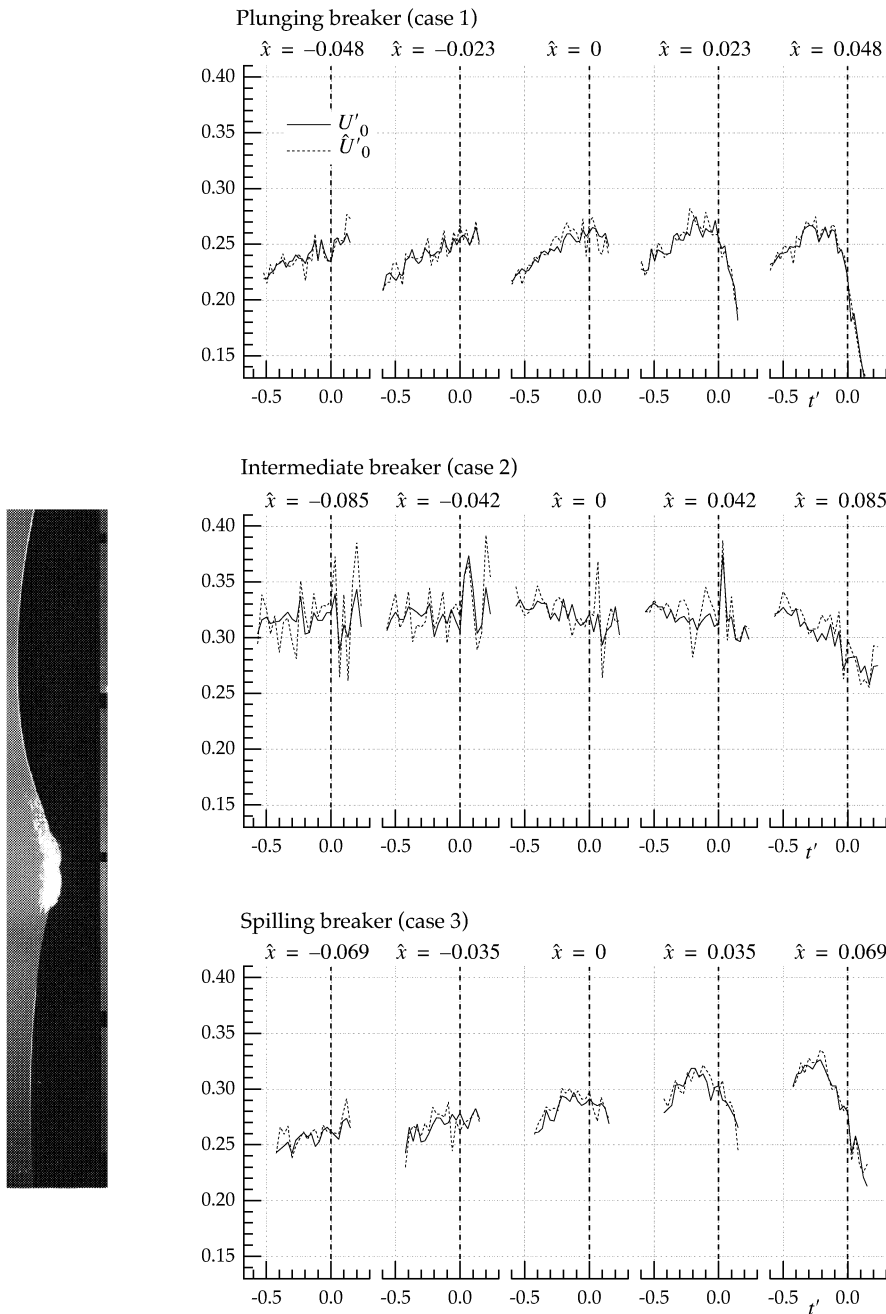 Plunging breaker (case 1)
x̂ = –0.048 x̂ = –0.023 x̂ = 0 x̂ = 0.023 x̂ = 0.048
0.40
0.35
0.30
0.25
0.20
0.15
U′0
Û′0
-0.5 0.0 -0.5 0.0 -0.5 0.0 -0.5 0.0 -0.5 t′ 0.0
Intermediate breaker (case 2)
x̂ = –0.085 x̂ = –0.042 x̂ = 0 x̂ = 0.042 x̂ = 0.085
0.40
0.35
0.30
0.25
0.20
0.15
-0.5 0.0 -0.5 0.0 -0.5 0.0 -0.5 0.0 -0.5 t′ 0.0
Spilling breaker (case 3)
x̂ = –0.069 x̂ = –0.035 x̂ = 0 x̂ = 0.035 x̂ = 0.069
0.40
0.35
0.30
0.25
0.20
0.15
-0.5 0.0 -0.5 0.0 -0.5 0.0 -0.5 0.0 -0.5 t′ 0.0